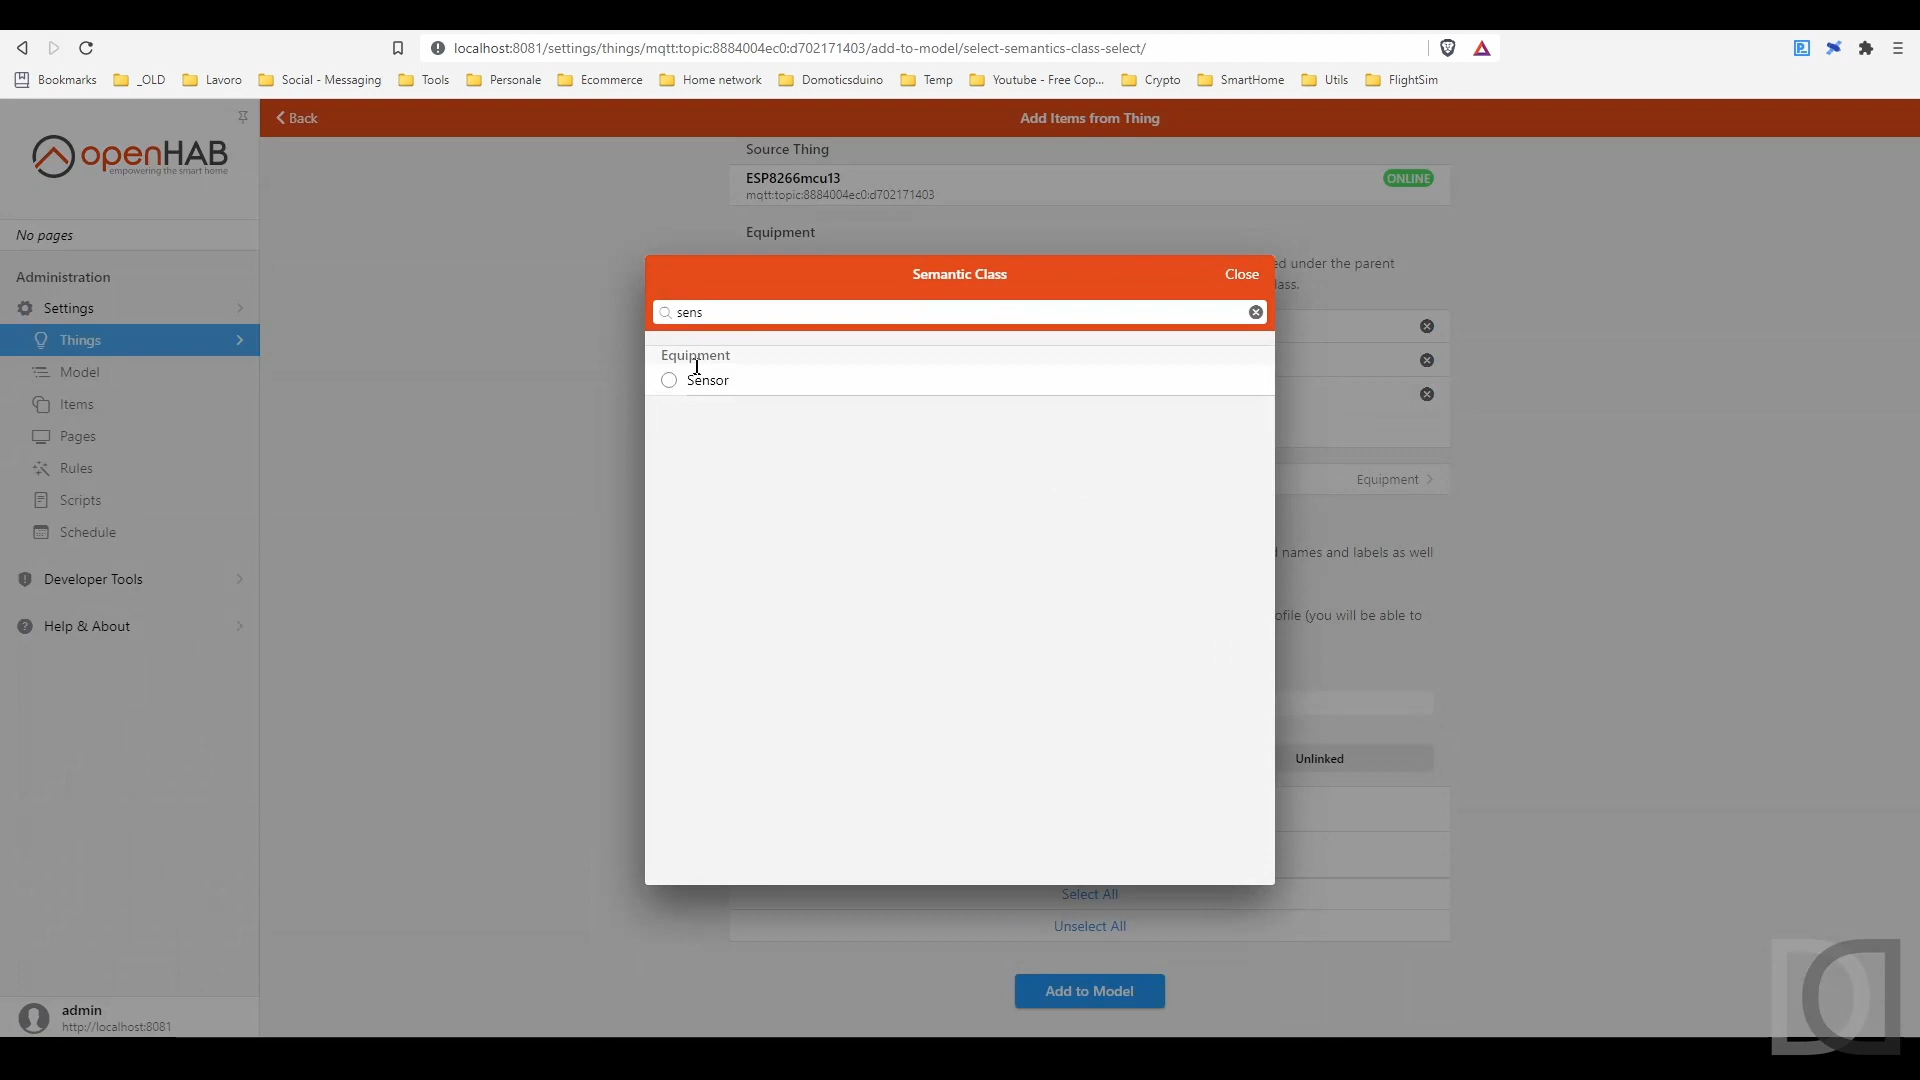 localhost:8081/settings/things/mqtt:topic:8884004ec0:d702171403/add-to-model/select-semantics-class-select/
Bookmarks
_OLD
Lavoro
Social - Messaging
Tools
Personale
Ecommerce
Home network
Domoticsduino
Temp
Youtube - Free Cop...
Crypto
SmartHome
Utils
FlightSim
openHAB
empowering the smart home
Back
Add Items from Thing
No pages
Administration
Settings
Things
Model
Items
Pages
Rules
Scripts
Schedule
Developer Tools
Help & About
admin
http://localhost:8081
Source Thing
ESP8266mcu13
ONLINE
mqtt:topic:8884004ec0:d702171403
Equipment
ed under the parent
lass.
Semantic Class
Close
sens
Equipment
Sensor
Equipment
names and labels as well
ofile (you will be able to
Unlinked
Select All
Unselect All
Add to Model